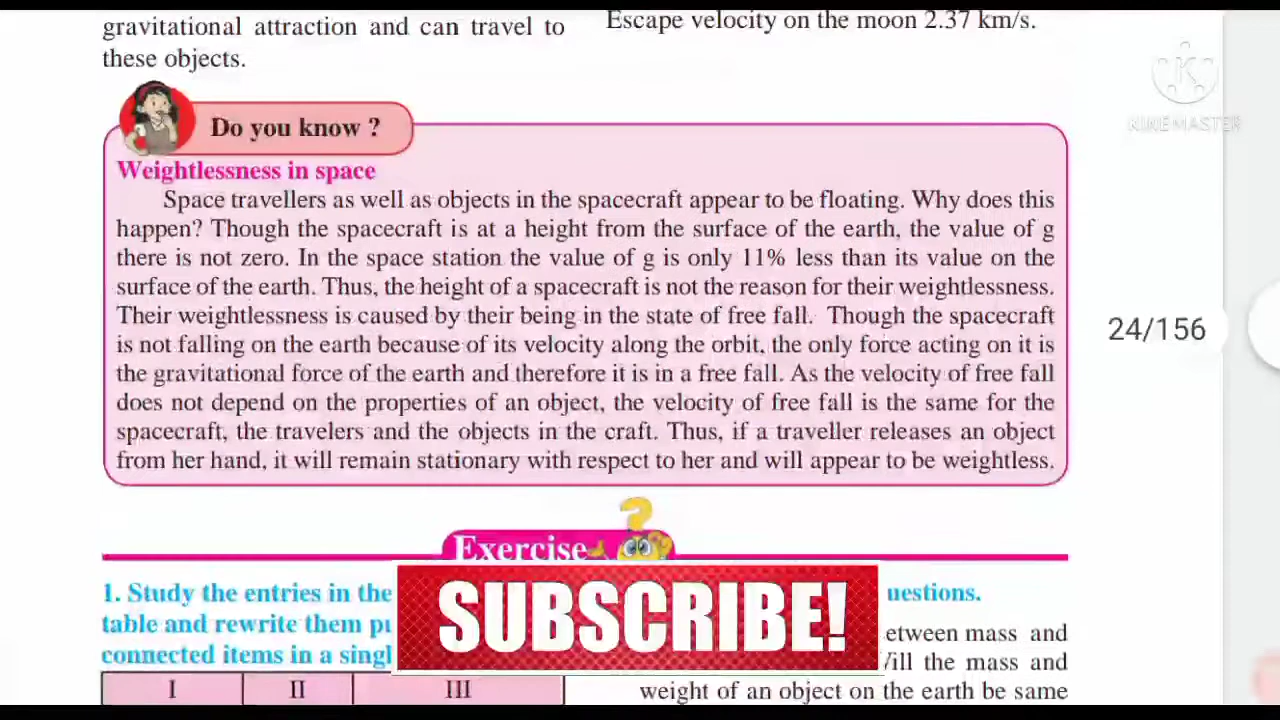 gravitational attraction and can travel to
these objects.
Escape velocity on the moon 2.37 km/s.
KINEMASTER
Do you know ?
Weightlessness in space
Space travellers as well as objects in the spacecraft appear to be floating. Why does this
happen? Though the spacecraft is at a height from the surface of the earth, the value of g
there is not zero. In the space station the value of g is only 11% less than its value on the
surface of the earth. Thus, the height of a spacecraft is not the reason for their weightlessness.
Their weightlessness is caused by their being in the state of free fall. Though the spacecraft
is not falling on the earth because of its velocity along the orbit, the only force acting on it is
the gravitational force of the earth and therefore it is in a free fall. As the velocity of free fall
does not depend on the properties of an object, the velocity of free fall is the same for the
spacecraft, the travelers and the objects in the craft. Thus, if a traveller releases an object
from her hand, it will remain stationary with respect to her and will appear to be weightless.
24/156
Exercise
1. Study the entries in the
table and rewrite them
connected items in a
I II III
SUBSCRIBE!
mass and
the mass and
weight of an object on the earth be same